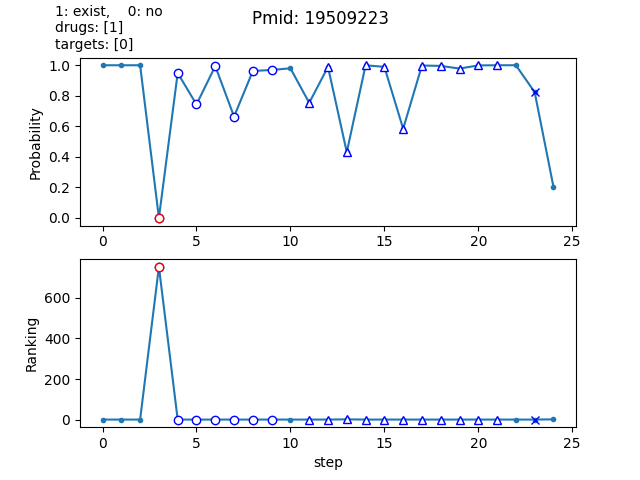 1: exist,    0: no
drugs: [1]
targets: [0]
Pmid: 19509223
1.0
0.8
0.6
0.4
0.2
0.0
Probability
0 5 10 15 20 25
600
400
200
0
Ranking
0 5 10 15 20 25
step